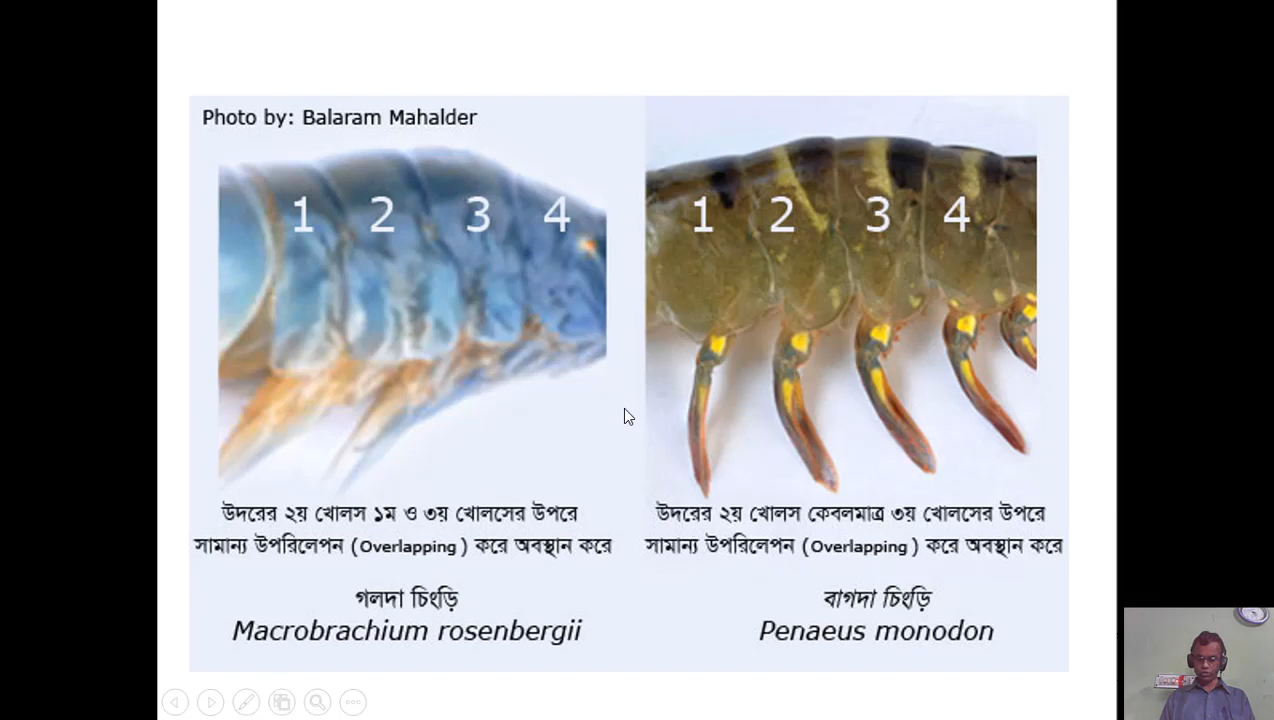 Photo by: Balaram Mahalder
1 2 3 4
1 2 3 4
উদরের ২য় খোলস ১ম ও ৩য় খোলসের উপরে
সামান্য উপরিলেপন (Overlapping) করে অবস্থান করে
গলদা চিংড়ি
Macrobrachium rosenbergii
উদরের ২য় খোলস কেবলমাত্র ৩য় খোলসের উপরে
সামান্য উপরিলেপন (Overlapping) করে অবস্থান করে
বাগদা চিংড়ি
Penaeus monodon